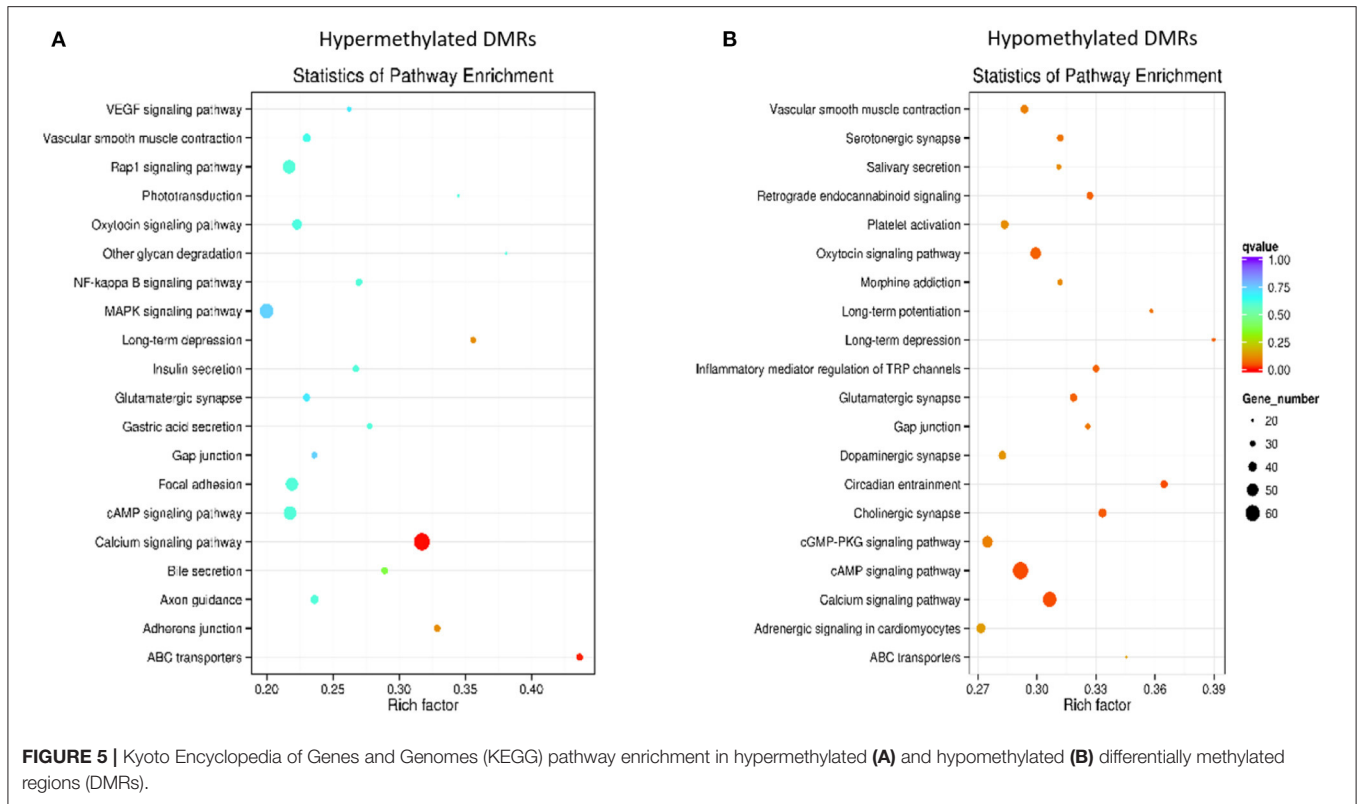 A
Hypermethylated DMRs
Statistics of Pathway Enrichment
VEGF signaling pathway
Vascular smooth muscle contraction
Rap1 signaling pathway
Phototransduction
Oxytocin signaling pathway
Other glycan degradation
NF-kappa B signaling pathway
MAPK signaling pathway
Long-term depression
Insulin secretion
Glutamatergic synapse
Gastric acid secretion
Gap junction
Focal adhesion
cAMP signaling pathway
Calcium signaling pathway
Bile secretion
Axon guidance
Adherens junction
ABC transporters
0.20 0.25 0.30 0.35 0.40
Rich factor
B
Hypomethylated DMRs
Statistics of Pathway Enrichment
Vascular smooth muscle contraction
Serotonergic synapse
Salivary secretion
Retrograde endocannabinoid signaling
Platelet activation
Oxytocin signaling pathway
Morphine addiction
Long-term potentiation
Long-term depression
Inflammatory mediator regulation of TRP channels
Glutamatergic synapse
Gap junction
Dopaminergic synapse
Circadian entrainment
Cholinergic synapse
cGMP-PKG signaling pathway
cAMP signaling pathway
Calcium signaling pathway
Adrenergic signaling in cardiomyocytes
ABC transporters
0.27 0.30 0.33 0.36 0.39
Rich factor
qvalue
1.00
0.75
0.50
0.25
0.00
Gene_number
20
30
40
50
60
FIGURE 5 | Kyoto Encyclopedia of Genes and Genomes (KEGG) pathway enrichment in hypermethylated (A) and hypomethylated (B) differentially methylated
regions (DMRs).